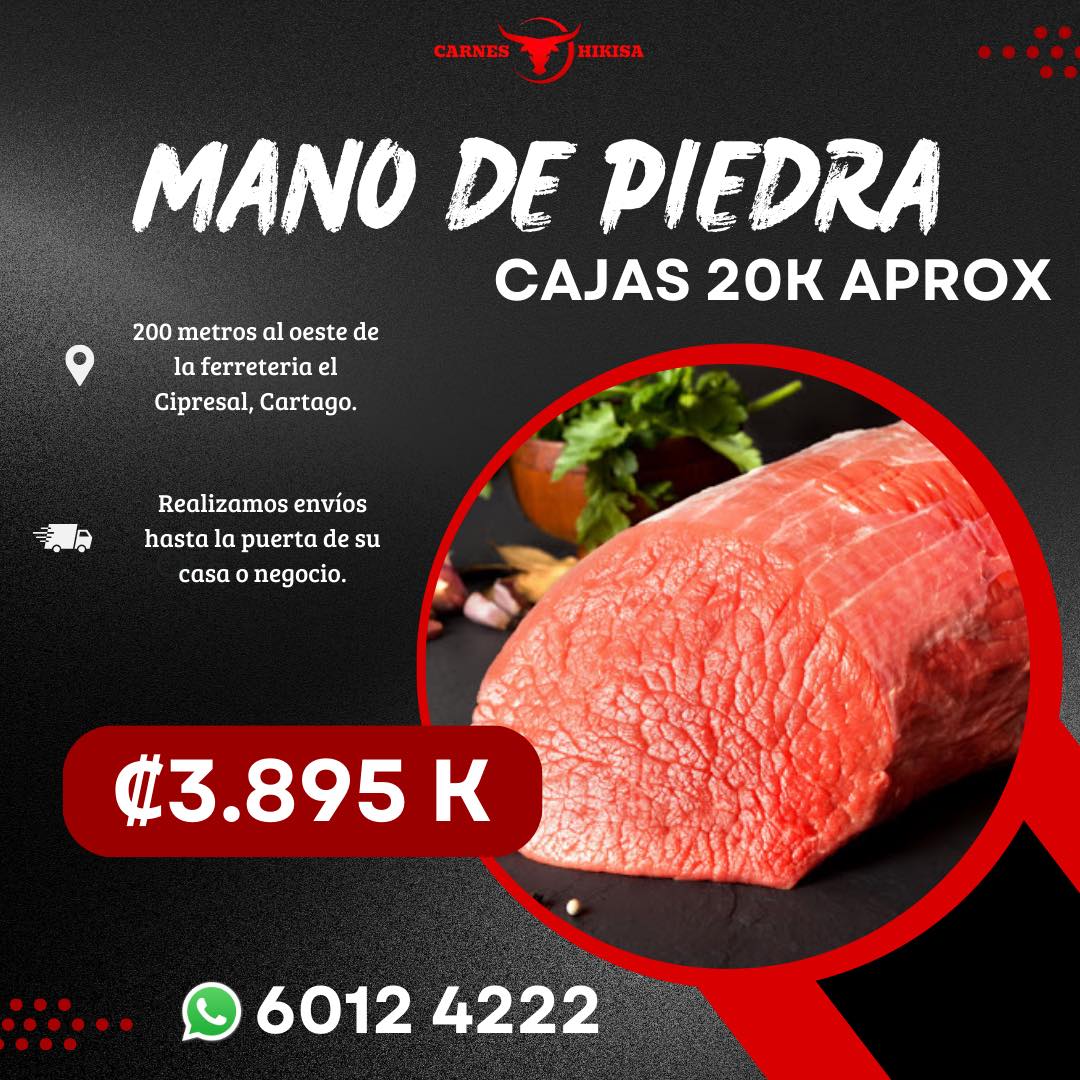 CARNES HIKISA
MANO DE PIEDRA
CAJAS 20K APROX
200 metros al oeste de
la ferreteria el
Cipresal, Cartago.
Realizamos envíos
hasta la puerta de su
casa o negocio.
₡3.895 K
6012 4222